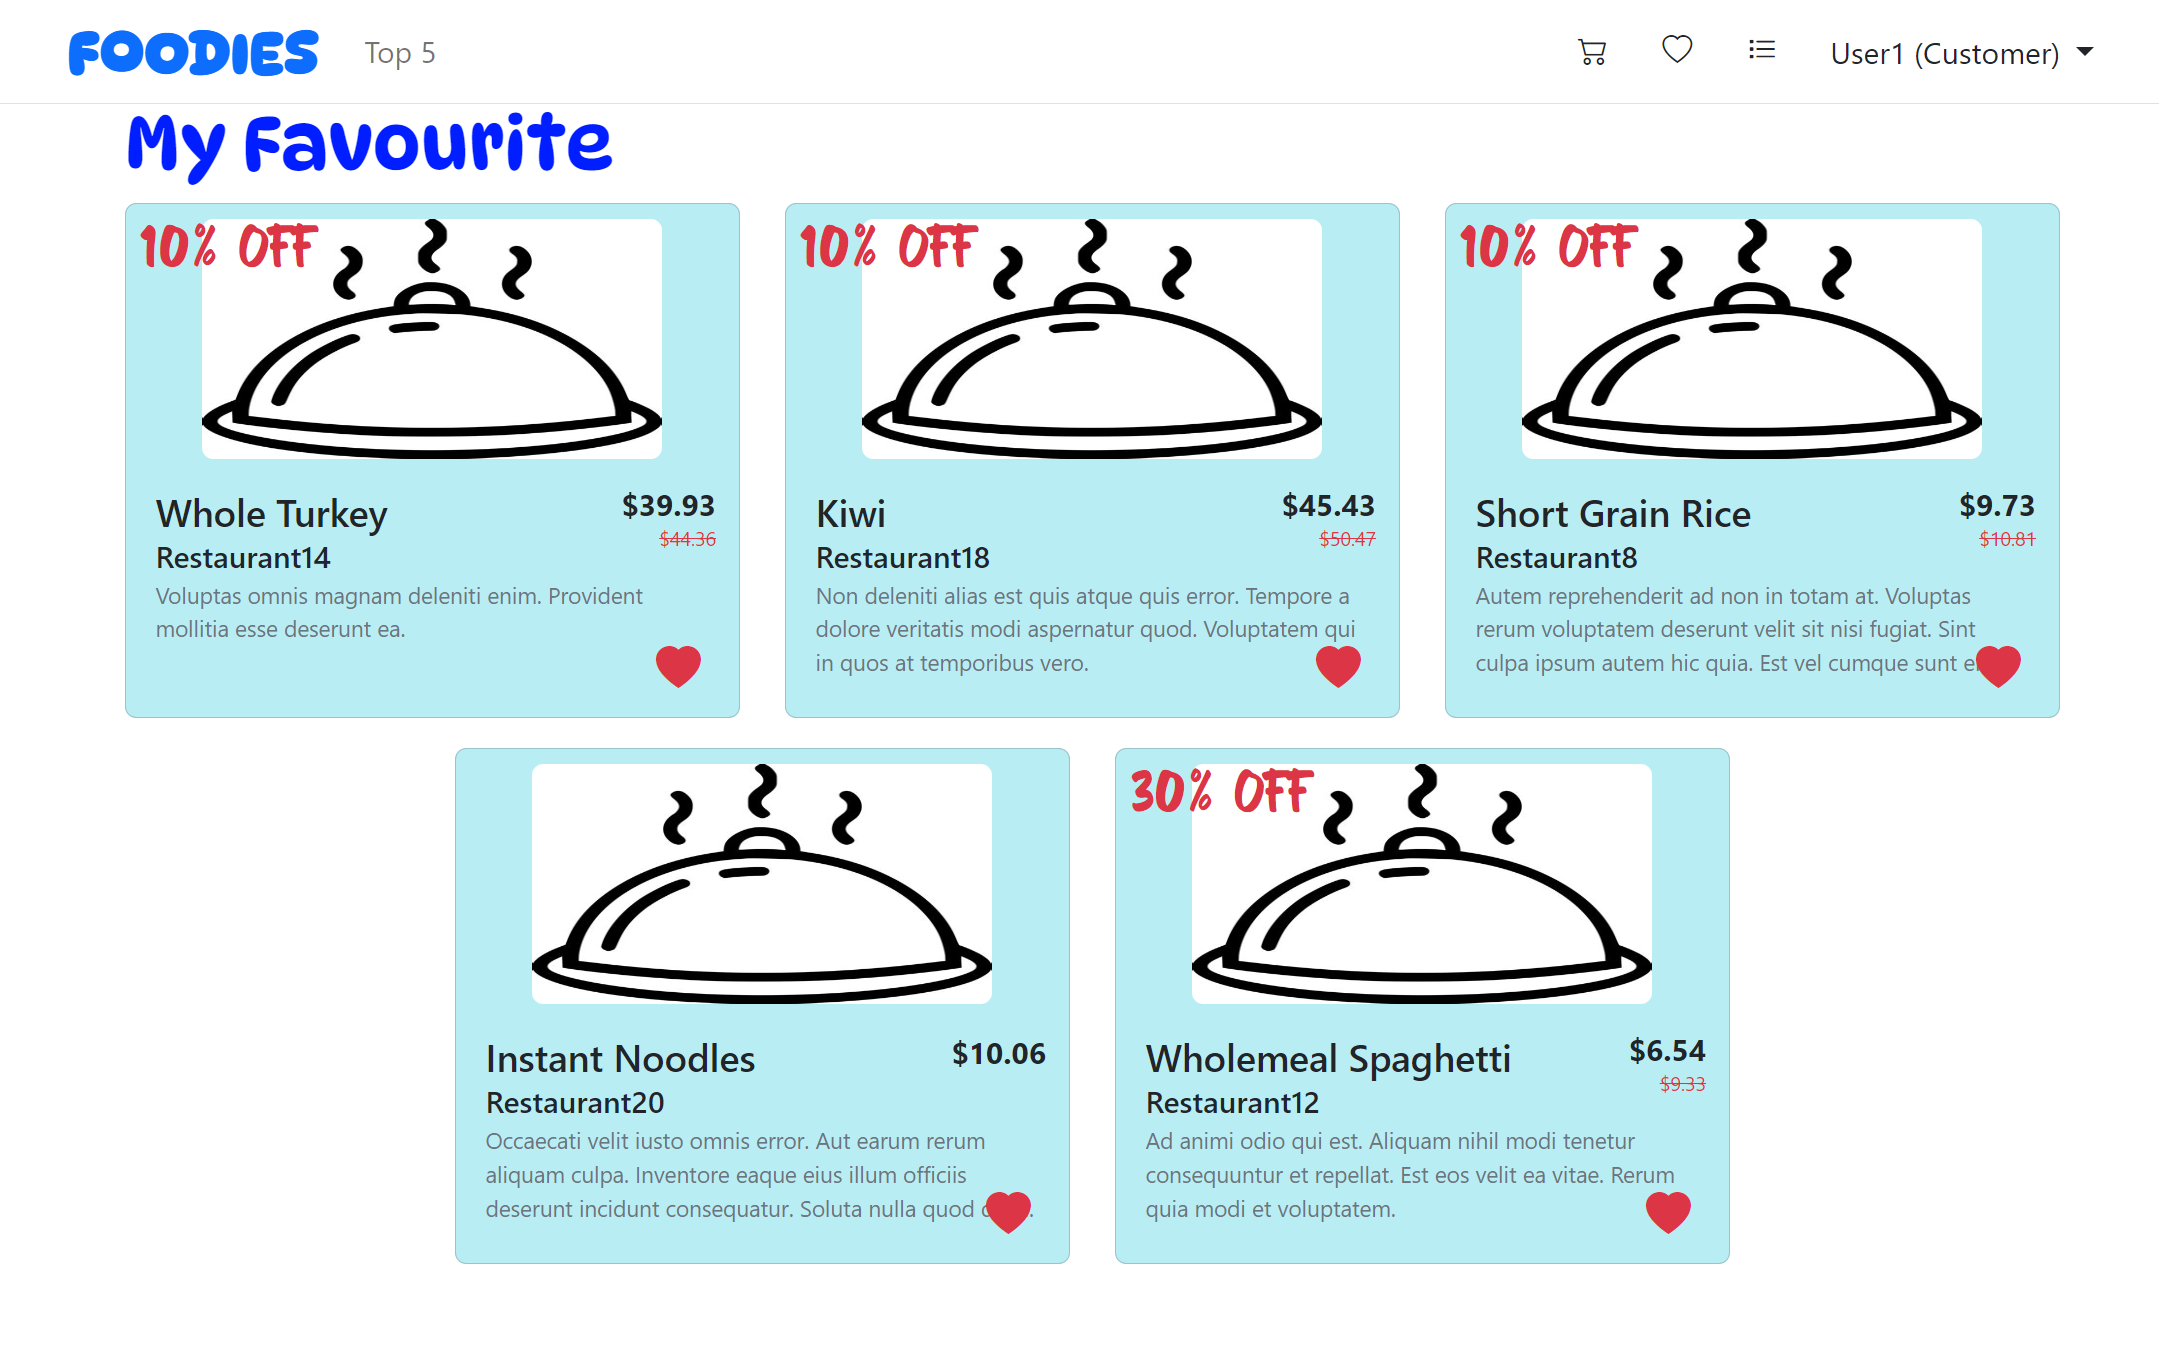 FOODIES
Top 5
User1 (Customer)
My Favourite
10% OFF
Whole Turkey
$39.93
$44.36
Restaurant14
Voluptas omnis magnam deleniti enim. Provident
mollitia esse deserunt ea.
10% OFF
Kiwi
$45.43
$50.47
Restaurant18
Non deleniti alias est quis atque quis error. Tempore a
dolore veritatis modi aspernatur quod. Voluptatem qui
in quos at temporibus vero.
10% OFF
Short Grain Rice
$9.73
$10.81
Restaurant8
Autem reprehenderit ad non in totam at. Voluptas
rerum voluptatem deserunt velit sit nisi fugiat. Sint
culpa ipsum autem hic quia. Est vel cumque sunt
Instant Noodles
$10.06
Restaurant20
Occaecati velit iusto omnis error. Aut earum rerum
aliquam culpa. Inventore eaque eius illum officiis
deserunt incidunt consequatur. Soluta nulla quod
30% OFF
Wholemeal Spaghetti
$6.54
$9.33
Restaurant12
Ad animi odio qui est. Aliquam nihil modi tenetur
consequuntur et repellat. Est eos velit ea vitae. Rerum
quia modi et voluptatem.